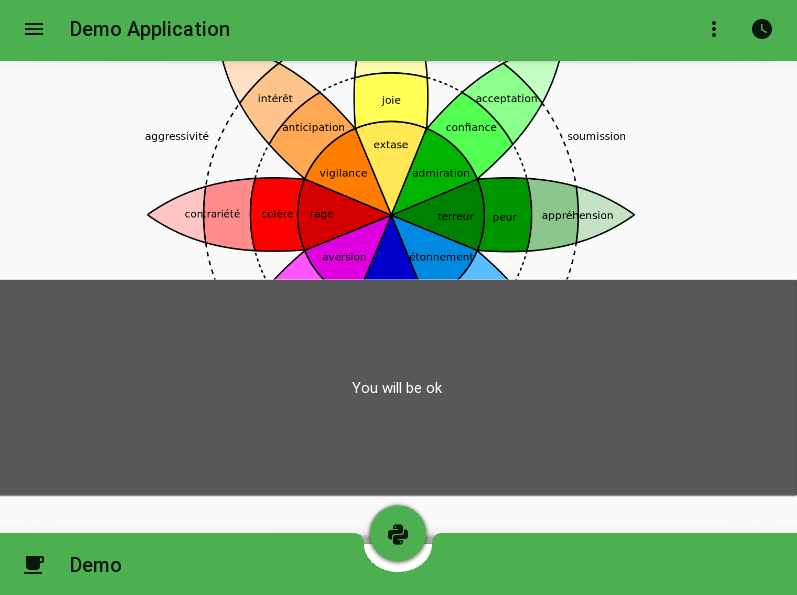 Demo Application
intérêt
joie
acceptation
anticipation
confiance
aggressivité
soumission
extase
vigilance
admiration
contrariété
colère
rage
terreur
peur
appréhension
aversion
étonnement
You will be ok
Demo